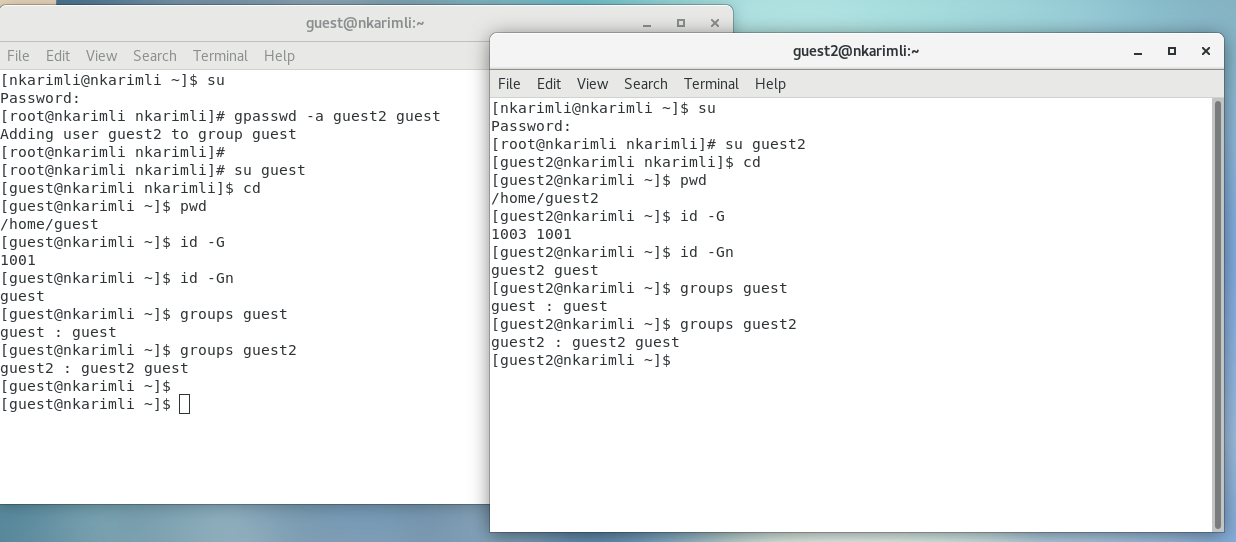 guest@nkarimli:~
File Edit View Search Terminal Help
[nkarimli@nkarimli ~]$ su
Password:
[root@nkarimli nkarimli]# gpasswd -a guest2 guest
Adding user guest2 to group guest
[root@nkarimli nkarimli]#
[root@nkarimli nkarimli]# su guest
[guest@nkarimli nkarimli]$ cd
[guest@nkarimli ~]$ pwd
/home/guest
[guest@nkarimli ~]$ id -G
1001
[guest@nkarimli ~]$ id -Gn
guest
[guest@nkarimli ~]$ groups guest
guest : guest
[guest@nkarimli ~]$ groups guest2
guest2 : guest2 guest
[guest@nkarimli ~]$
[guest@nkarimli ~]$
guest2@nkarimli:~
File Edit View Search Terminal Help
[nkarimli@nkarimli ~]$ su
Password:
[root@nkarimli nkarimli]# su guest2
[guest2@nkarimli nkarimli]$ cd
[guest2@nkarimli ~]$ pwd
/home/guest2
[guest2@nkarimli ~]$ id -G
1003 1001
[guest2@nkarimli ~]$ id -Gn
guest2 guest
[guest2@nkarimli ~]$ groups guest
guest : guest
[guest2@nkarimli ~]$ groups guest2
guest2 : guest2 guest
[guest2@nkarimli ~]$